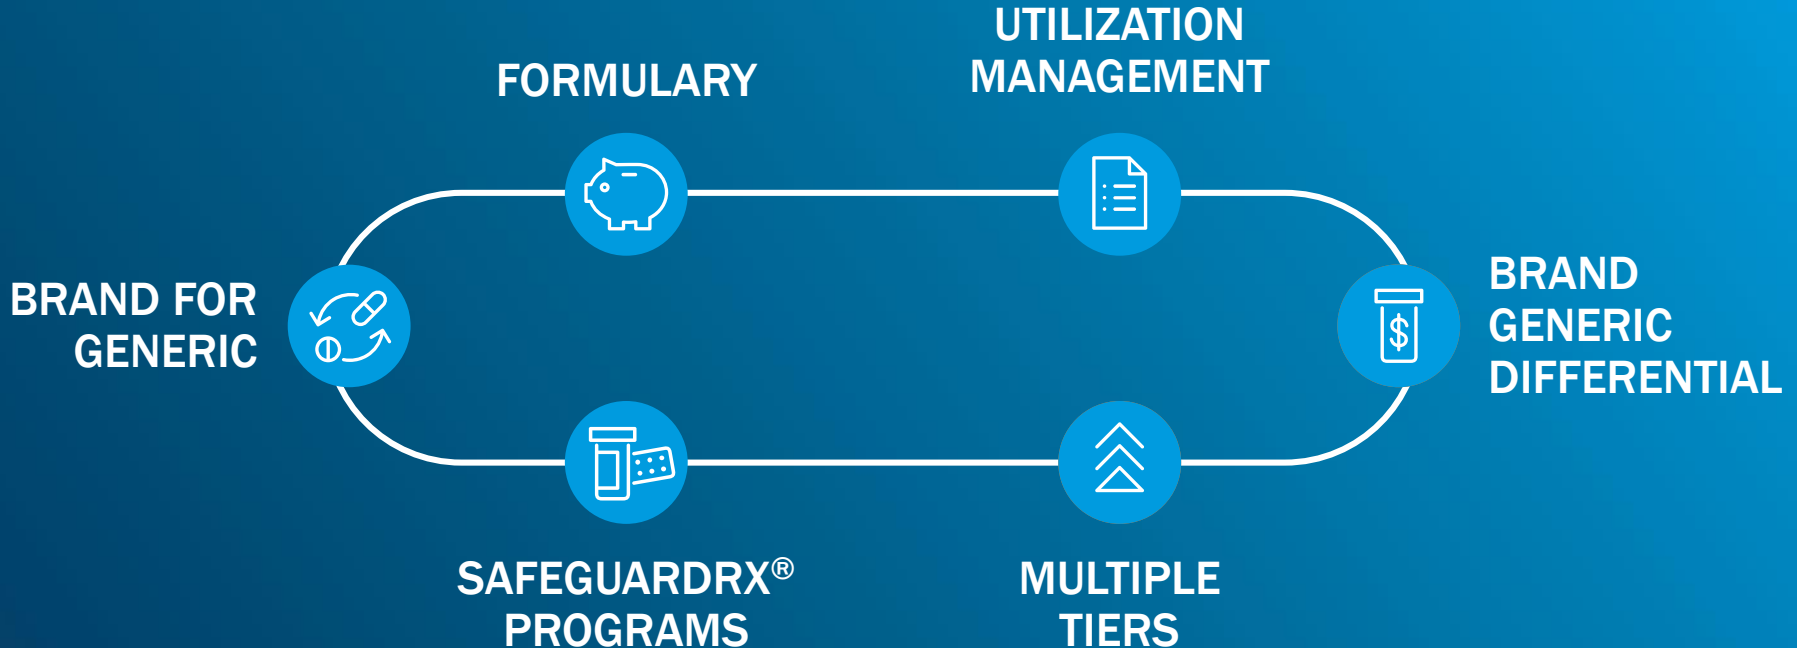 FORMULARY
UTILIZATION
MANAGEMENT
BRAND FOR
GENERIC
BRAND
GENERIC
DIFFERENTIAL
$
SAFEGUARDRX®
PROGRAMS
MULTIPLE
TIERS